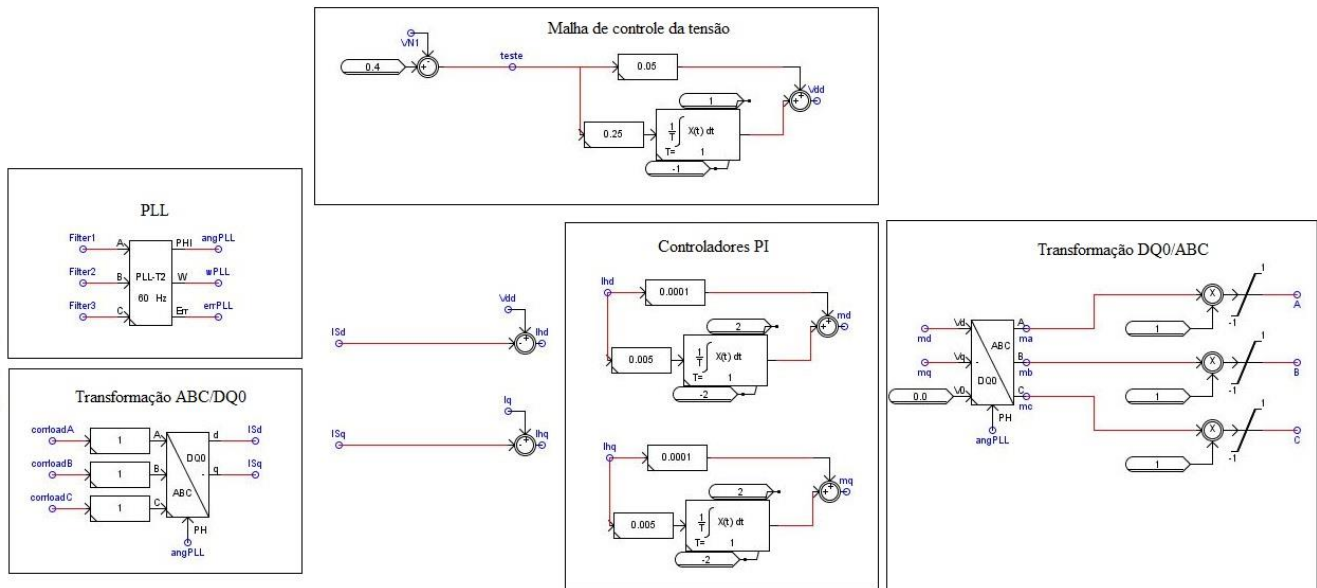 Malha de controle da tensão
VN1
teste
0.4
0.05
Vdd
1
0.25
1
T
X(t) dt
T= 1
-1
PLL
Filter1
A
PHI
angPLL
Filter2
B
PLL-T2
W
wPLL
60 Hz
Filter3
C
Err
errPLL
Transformação ABC/DQ0
corrloadA
1
A
d
ISd
DQ0
corrloadB
1
B
q
ISq
ABC
corrloadC
1
C
PH
angPLL
Vdd
ISd
Ihd
Iq
ISq
Ihq
Controladores PI
Ihd
0.0001
md
2
0.005
1
T
X(t) dt
T= 1
-2
Ihq
0.0001
mq
2
0.005
1
T
X(t) dt
T= 1
-2
Transformação DQ0/ABC
X
1
A
1
-1
md
Vd
A
ma
ABC
mq
Vq
B
mb
X
1
B
1
-1
DQ0
0.0
V0
C
mc
PH
angPLL
X
1
C
1
-1